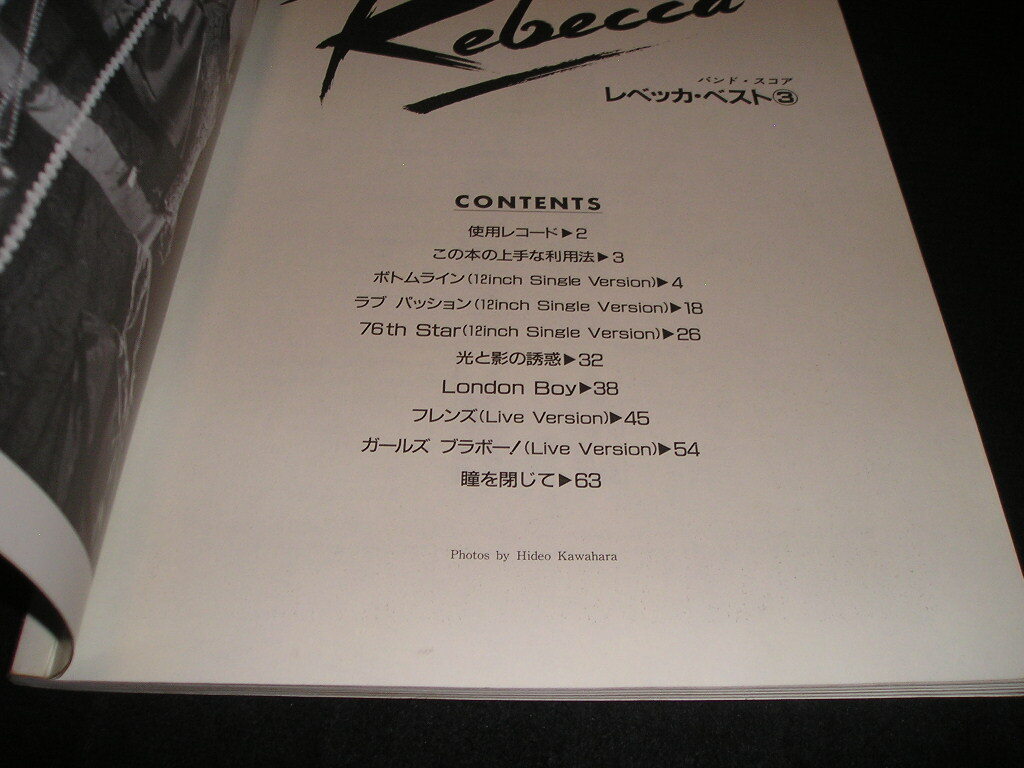 Rebecca
バンド・スコア
レベッカ・ベスト③
CONTENTS
使用レコード▶2
この本の上手な利用法▶3
ボトムライン(12inch Single Version)▶4
ラブ パッション(12inch Single Version)▶18
76th Star(12inch Single Version)▶26
光と影の誘惑▶32
London Boy▶38
フレンズ(Live Version)▶45
ガールズ ブラボー!(Live Version)▶54
瞳を閉じて▶63
Photos by Hideo Kawahara